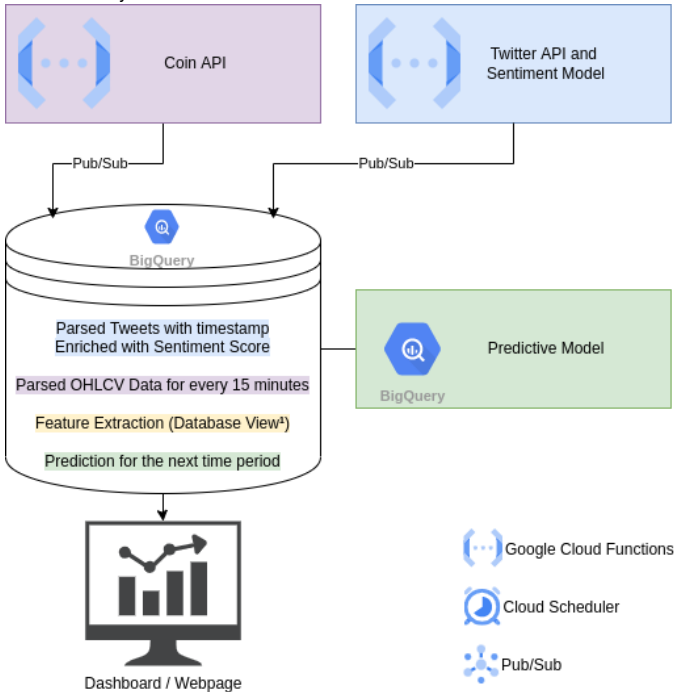 Coin API
Twitter API and
Sentiment Model
Pub/Sub
Pub/Sub
BigQuery
Parsed Tweets with timestamp
Enriched with Sentiment Score
Parsed OHLCV Data for every 15 minutes
Feature Extraction (Database View¹)
Prediction for the next time period
Predictive Model
BigQuery
Google Cloud Functions
Cloud Scheduler
Pub/Sub
Dashboard / Webpage